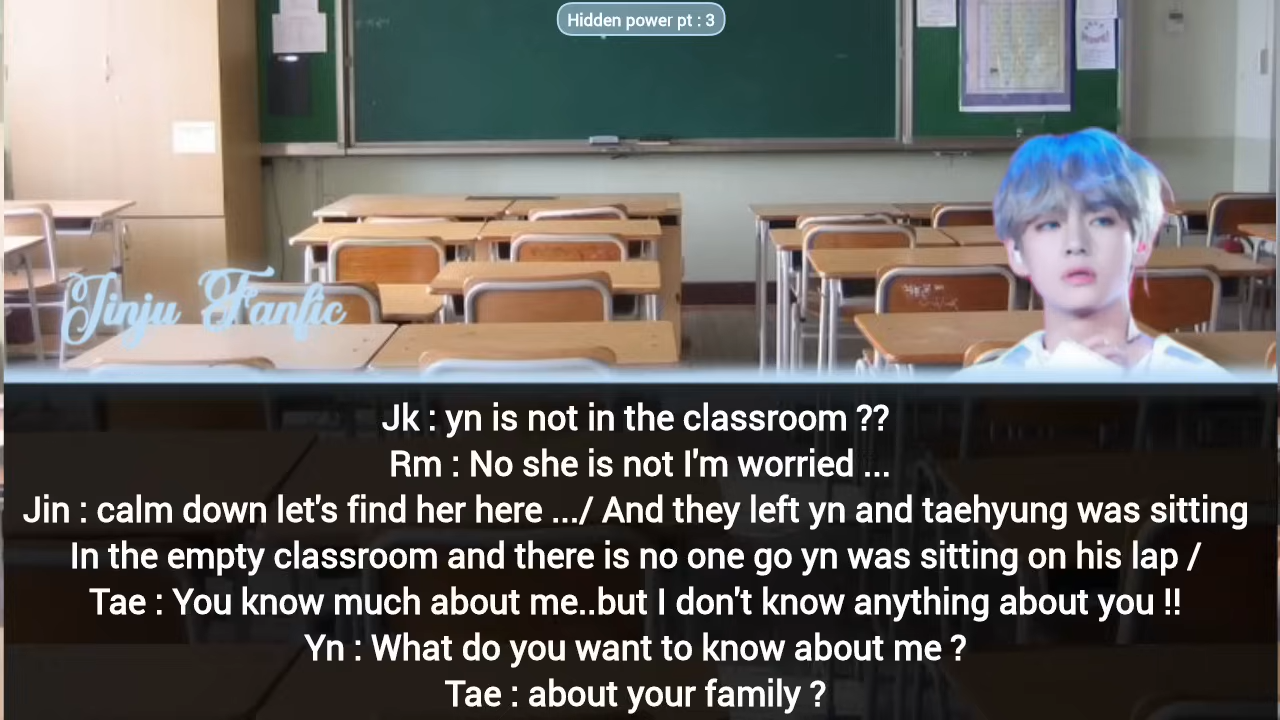 Hidden power pt : 3
Jinju Fanfic
Jk : yn is not in the classroom ??
Rm : No she is not I'm worried ...
Jin : calm down let's find her here .../ And they left yn and taehyung was sitting
In the empty classroom and there is no one go yn was sitting on his lap /
Tae : You know much about me..but I don't know anything about you !!
Yn : What do you want to know about me ?
Tae : about your family ?